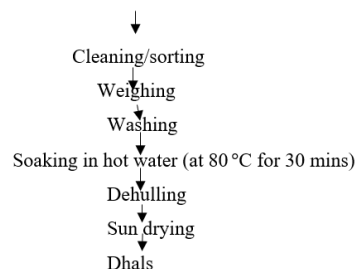 Cleaning/sorting
Weighing
Washing
Soaking in hot water (at 80 °C for 30 mins)
Dehulling
Sun drying
Dhals